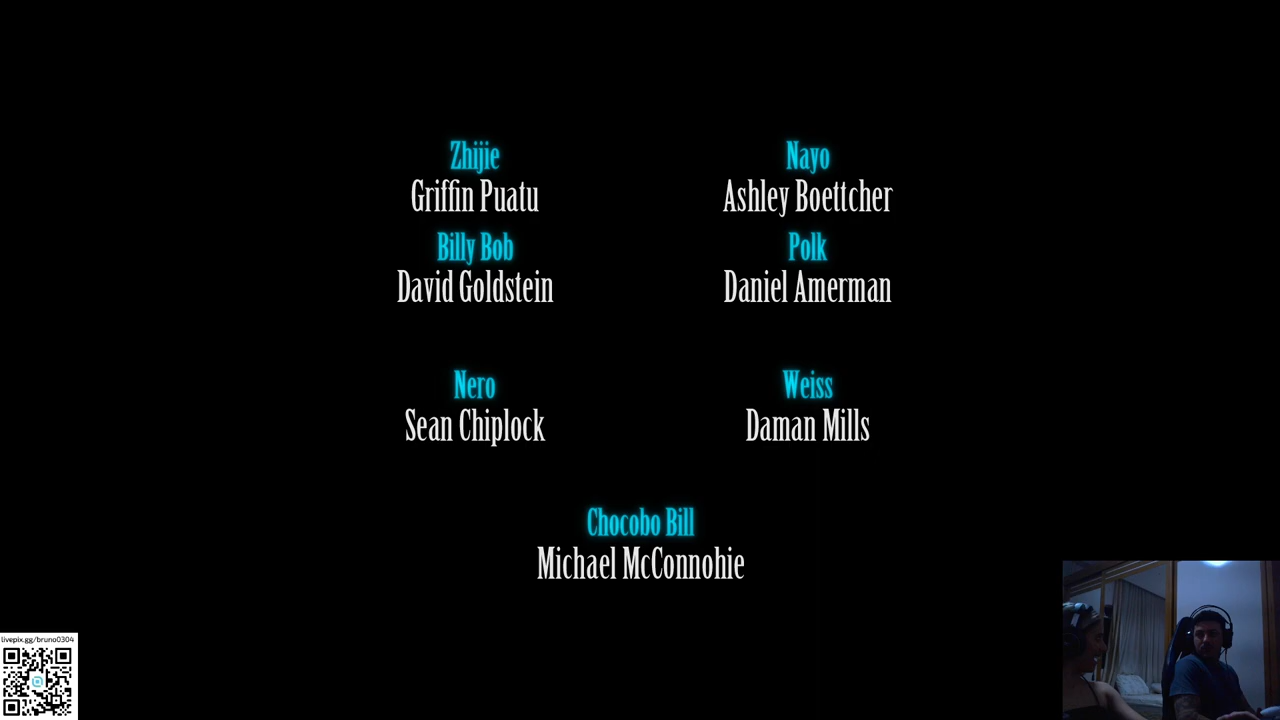 Zhijie
Griffin Puatu
Nayo
Ashley Boettcher
Billy Bob
David Goldstein
Polk
Daniel Amerman
Nero
Sean Chiplock
Weiss
Daman Mills
Chocobo Bill
Michael McConnohie
livepix.gg/bruno0304